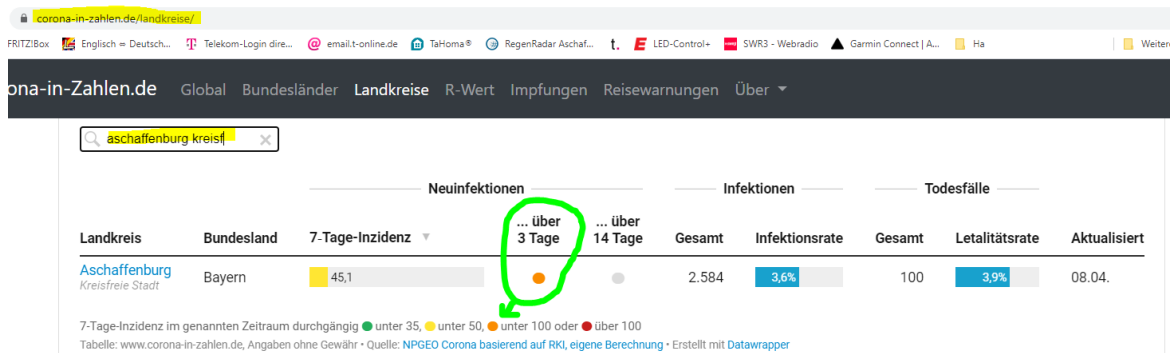 corona-in-zahlen.de/landkreise/
FRITZ!Box Englisch ⇔ Deutsch... Telekom-Login dire... email.t-online.de TaHoma® RegenRadar Aschaf... t. LED-Control+ SWR3 - Webradio Garmin Connect | A... Ha Weitere
ona-in-Zahlen.de Global Bundesländer Landkreise R-Wert Impfungen Reisewarnungen Über
aschaffenburg kreisf
Neuinfektionen Infektionen Todesfälle
Landkreis Bundesland 7-Tage-Inzidenz ... über 3 Tage ... über 14 Tage Gesamt Infektionsrate Gesamt Letalitätsrate Aktualisiert
Aschaffenburg Bayern 45,1 2.584 3,6% 100 3,9% 08.04.
Kreisfreie Stadt
7-Tage-Inzidenz im genannten Zeitraum durchgängig unter 35, unter 50, unter 100 oder über 100
Tabelle: www.corona-in-zahlen.de, Angaben ohne Gewähr • Quelle: NPGEO Corona basierend auf RKI, eigene Berechnung • Erstellt mit Datawrapper